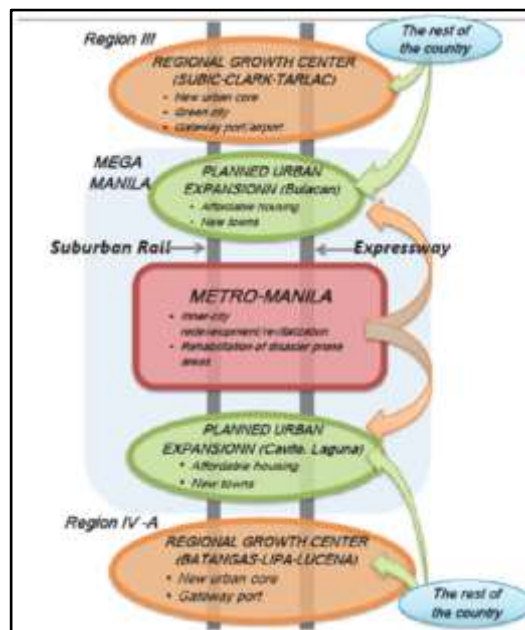 Region III
The rest of
the country
REGIONAL GROWTH CENTER
(SUBIC-CLARK-TARLAC)
• New urban core
• Green city
• Gateway port/airport
MEGA
MANILA
PLANNED URBAN
EXPANSIONN (Bulacan)
• Affordable housing
• New towns
Suburban Rail
Expressway
METRO-MANILA
• Inner-city
redevelopment/revitalization
• Rehabilitation of disaster prone
areas
PLANNED URBAN
EXPANSIONN (Cavite, Laguna)
• Affordable housing
• New towns
Region IV-A
REGIONAL GROWTH CENTER
(BATANGAS-LIPA-LUCENA)
• New urban core
• Gateway port
The rest of
the country